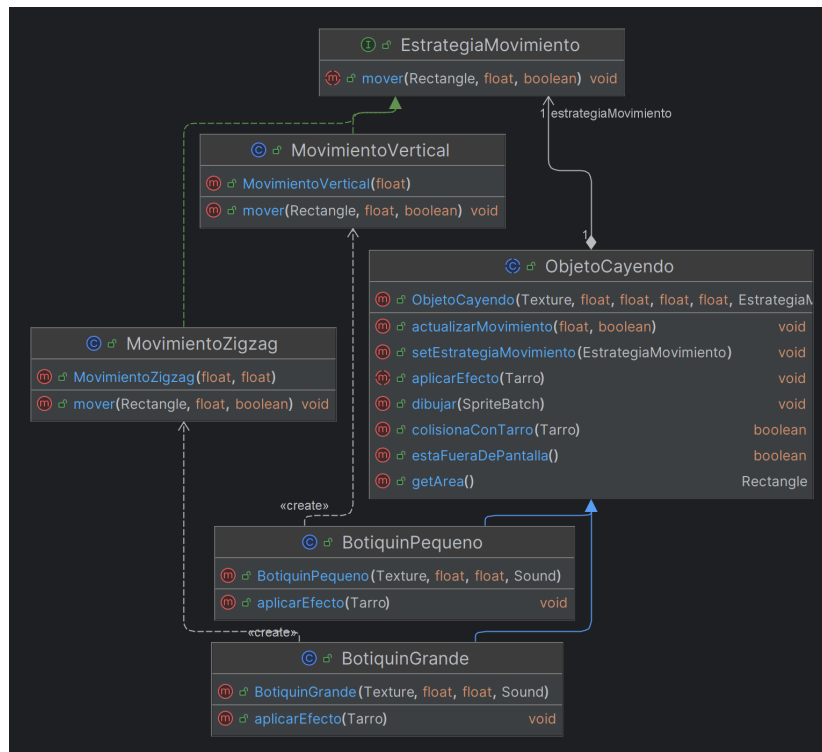 EstrategiaMovimiento
mover(Rectangle, float, boolean) void
1 estrategiaMovimiento
MovimientoVertical
MovimientoVertical(float)
mover(Rectangle, float, boolean) void
1
ObjetoCayendo
ObjetoCayendo(Texture, float, float, float, float, EstrategiaM
actualizarMovimiento(float, boolean) void
setEstrategiaMovimiento(EstrategiaMovimiento) void
aplicarEfecto(Tarro) void
dibujar(SpriteBatch) void
colisionaConTarro(Tarro) boolean
estaFueraDePantalla() boolean
getArea() Rectangle
MovimientoZigzag
MovimientoZigzag(float, float)
mover(Rectangle, float, boolean) void
«create»
BotiquinPequeno
BotiquinPequeno(Texture, float, float, Sound)
aplicarEfecto(Tarro) void
«create»
BotiquinGrande
BotiquinGrande(Texture, float, float, Sound)
aplicarEfecto(Tarro) void